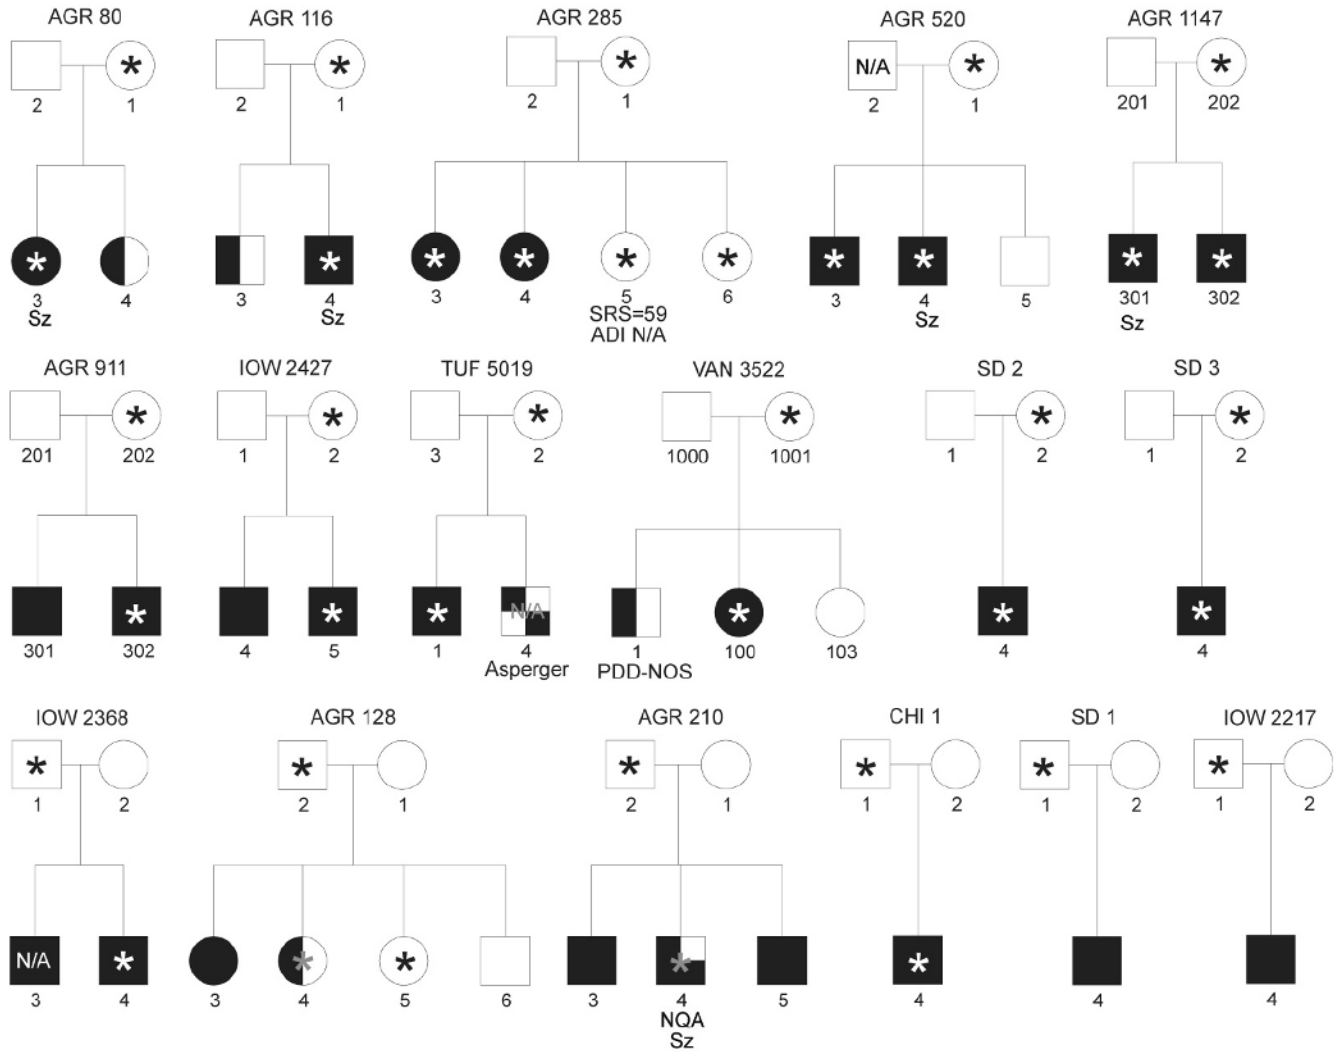 AGR 80 AGR 116 AGR 285 AGR 520 AGR 1147
* * * N/A * *
2 1 2 1 2 1 2 1 201 202
* * * * * * * * * *
3 4 3 4 3 4 5 6 3 4 5 301 302
Sz Sz SRS=59 Sz Sz
ADI N/A
AGR 911 IOW 2427 TUF 5019 VAN 3522 SD 2 SD 3
* * * * * *
201 202 1 2 3 2 1000 1001 1 2 1 2
* * * N/A * * *
301 302 4 5 1 4 1 100 103 4 4
Asperger PDD-NOS
IOW 2368 AGR 128 AGR 210 CHI 1 SD 1 IOW 2217
* * * * * *
1 2 2 1 2 1 1 2 1 2 1 2
N/A * * * * *
3 4 3 4 5 6 3 4 5 4 4 4
NQA
Sz